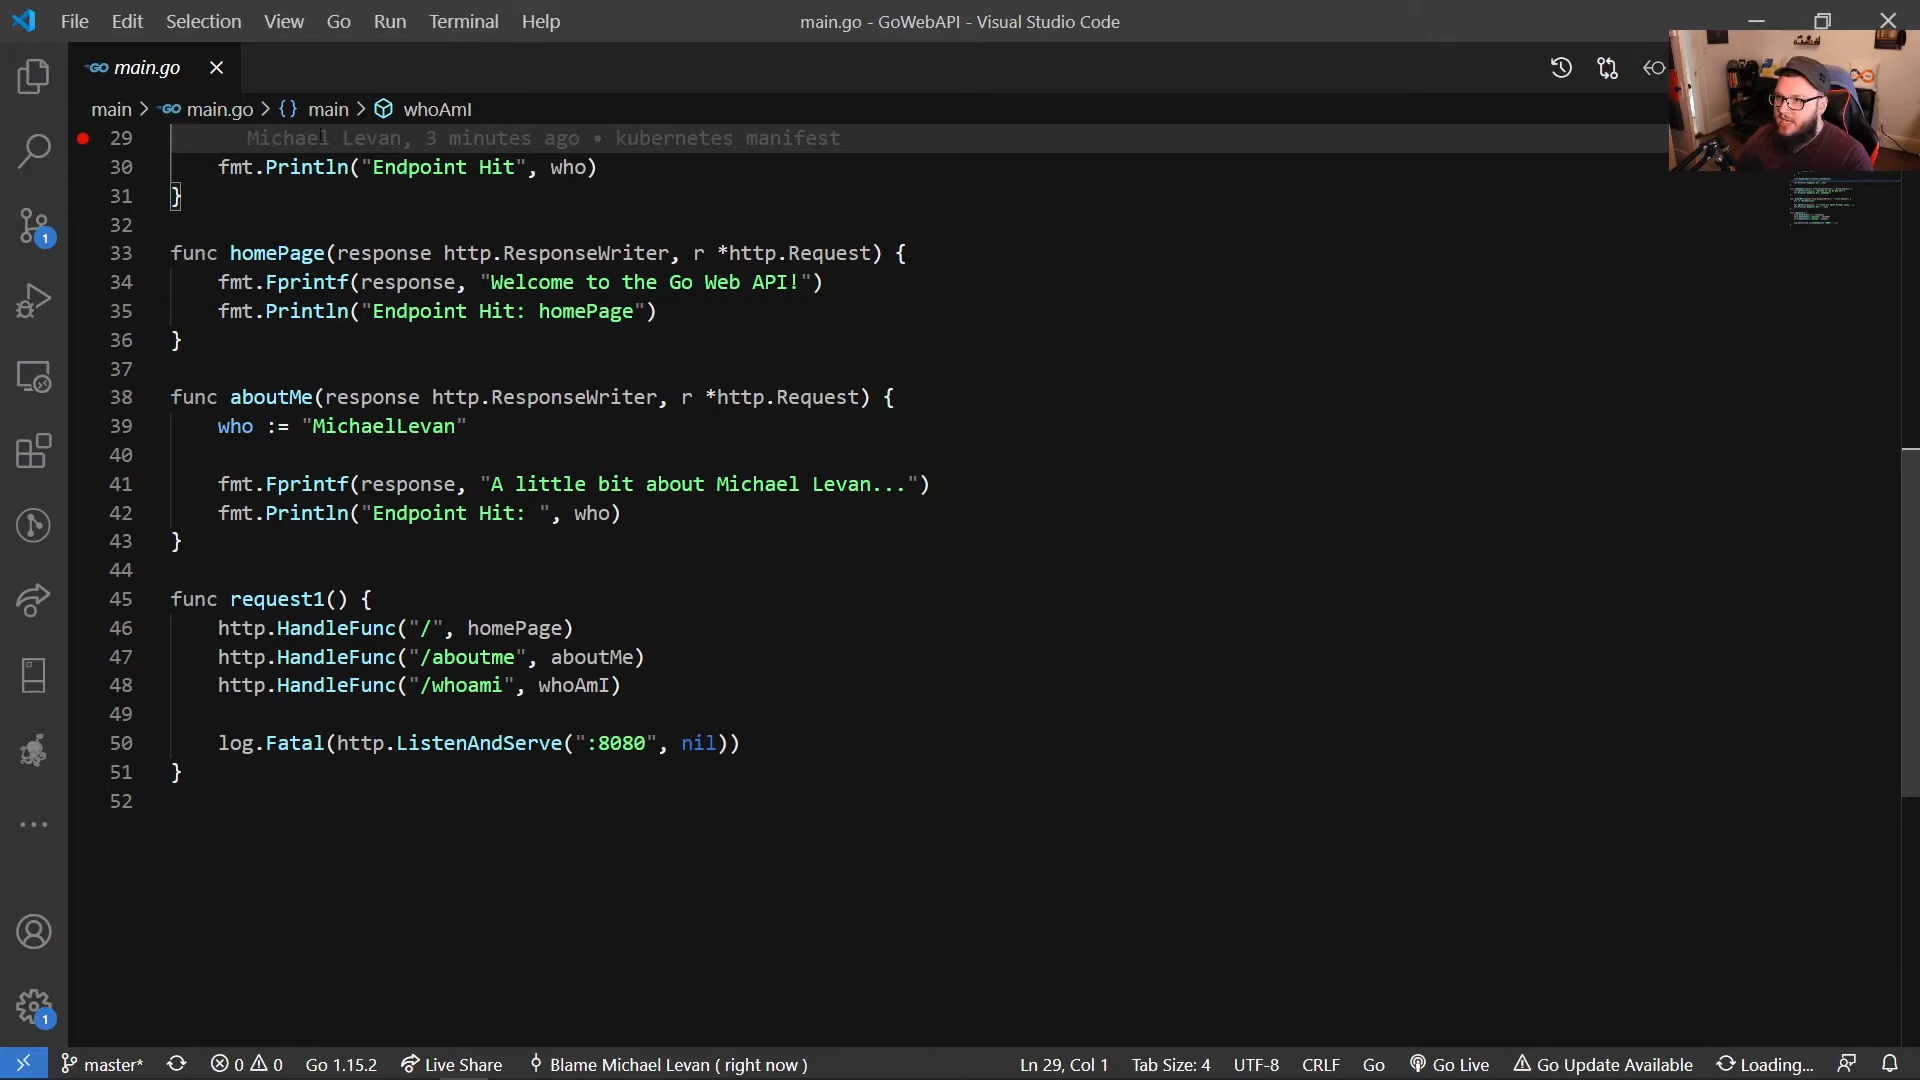 File Edit Selection View Go Run Terminal Help
main.go - GoWebAPI - Visual Studio Code
GO main.go
main > GO main.go > {} main > whoAmI
29 Michael Levan, 3 minutes ago • kubernetes manifest
30 fmt.Println("Endpoint Hit", who)
31 }
32
33 func homePage(response http.ResponseWriter, r *http.Request) {
34 fmt.Fprintf(response, "Welcome to the Go Web API!")
35 fmt.Println("Endpoint Hit: homePage")
36 }
37
38 func aboutMe(response http.ResponseWriter, r *http.Request) {
39 who := "MichaelLevan"
40
41 fmt.Fprintf(response, "A little bit about Michael Levan...")
42 fmt.Println("Endpoint Hit: ", who)
43 }
44
45 func request1() {
46 http.HandleFunc("/", homePage)
47 http.HandleFunc("/aboutme", aboutMe)
48 http.HandleFunc("/whoami", whoAmI)
49
50 log.Fatal(http.ListenAndServe(":8080", nil))
51 }
52
1
1
master* 0 0 Go 1.15.2 Live Share Blame Michael Levan ( right now ) Ln 29, Col 1 Tab Size: 4 UTF-8 CRLF Go Go Live Go Update Available Loading...